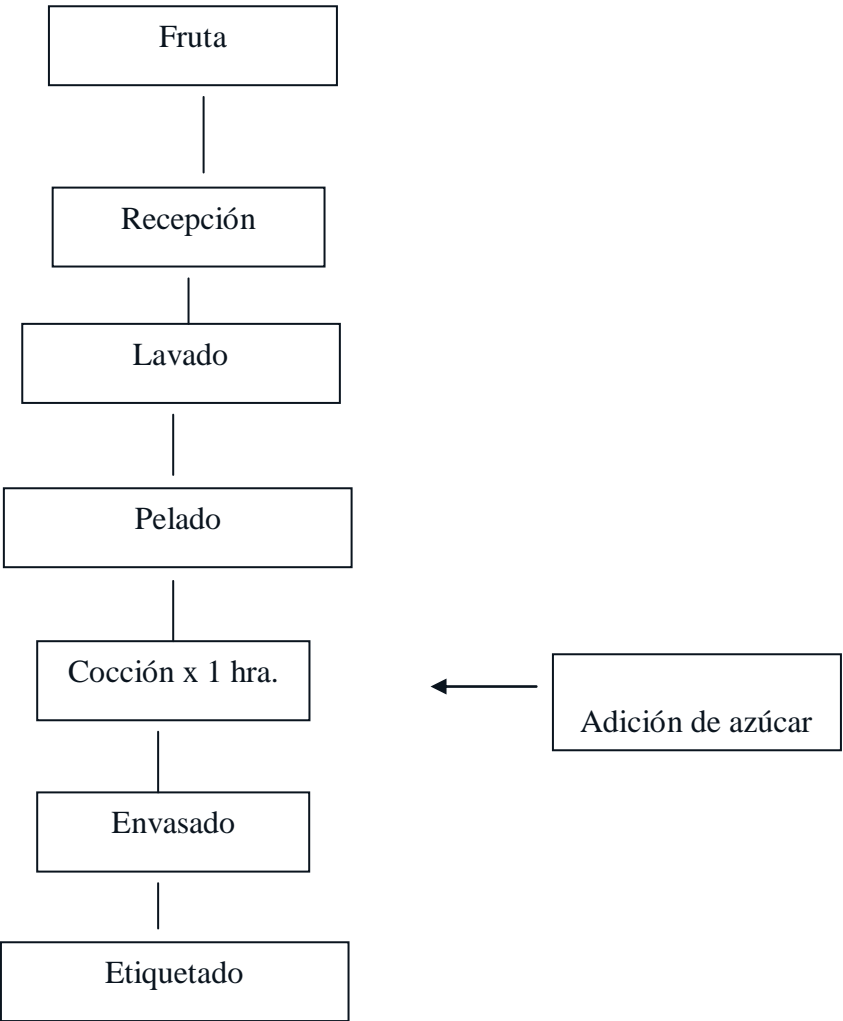 Fruta
Recepción
Lavado
Pelado
Cocción x 1 hra.
Adición de azúcar
Envasado
Etiquetado